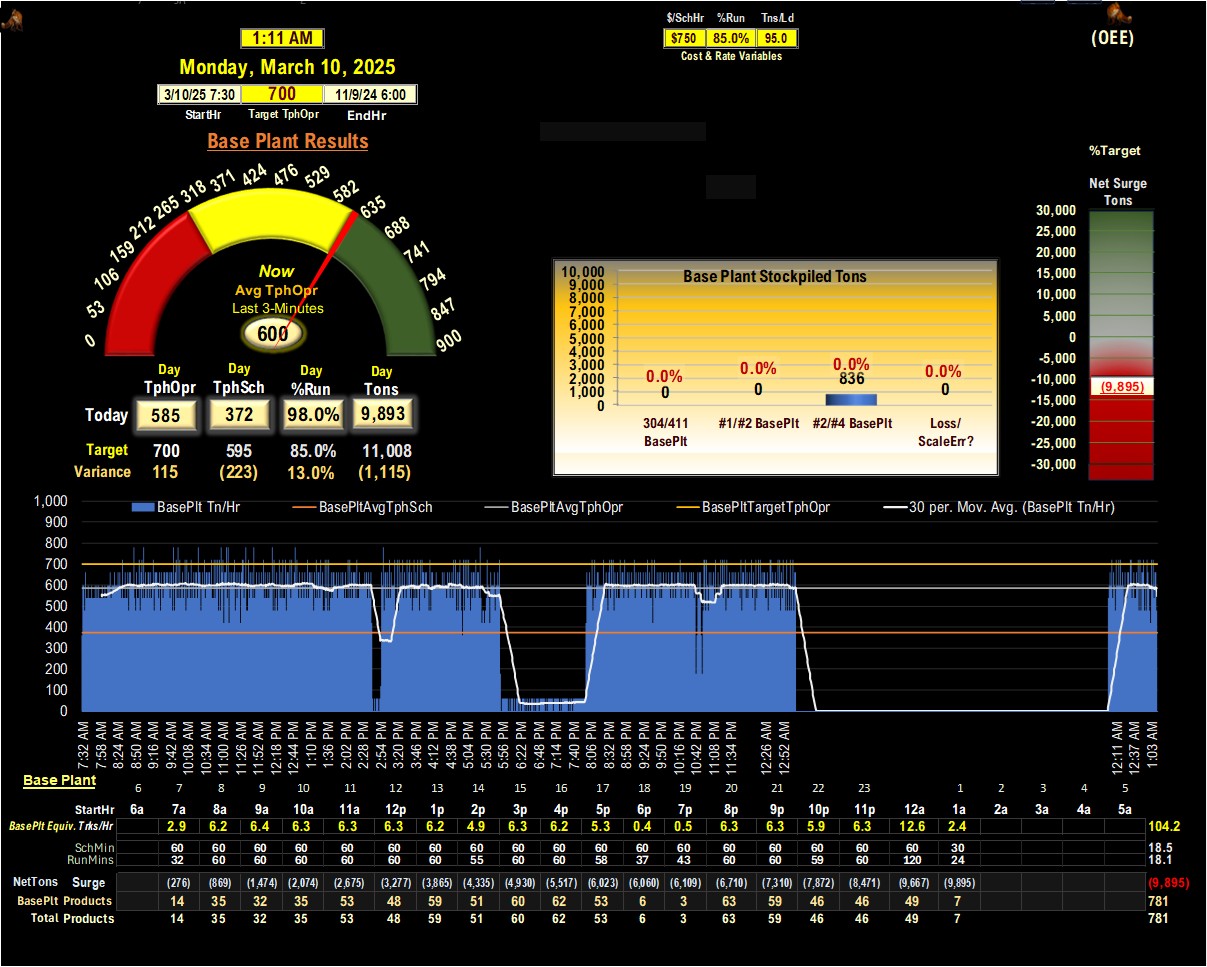 $/SchHr %Run Tns/Ld
1:11 AM
$750 85.0% 95.0
(OEE)
Cost & Rate Variables
Monday, March 10, 2025
3/10/25 7:30 700 11/9/24 6:00
StartHr Target TphOpr EndHr
Base Plant Results
%Target
Net Surge
Tons
0 53 106 159 212 265 318 371 424 476 529 582 635 688 741 794 847 900
Now
Avg TphOpr
Last 3-Minutes
600
30,000
25,000
20,000
15,000
10,000
5,000
0
-5,000
-10,000
(9,895)
-15,000
-20,000
-25,000
-30,000
Base Plant Stockpiled Tons
10,000
9,000
8,000
7,000
6,000
5,000
4,000
3,000
2,000
1,000
0
0.0% 0.0% 0.0% 0.0%
0 0 836 0
304/411 BasePlt
#1/#2 BasePlt
#2/#4 BasePlt
Loss/ ScaleErr?
Day Day Day Day
TphOpr TphSch %Run Tons
Today 585 372 98.0% 9,893
Target 700 595 85.0% 11,008
Variance 115 (223) 13.0% (1,115)
BasePlt Tn/Hr BasePltAvgTphSch BasePltAvgTphOpr BasePltTargetTphOpr 30 per. Mov. Avg. (BasePlt Tn/Hr)
1,000
900
800
700
600
500
400
300
200
100
0
7:32 AM 7:58 AM 8:24 AM 8:50 AM 9:16 AM 9:42 AM 10:08 AM 10:34 AM 11:00 AM 11:26 AM 11:52 AM 12:18 PM 12:44 PM 1:10 PM 1:36 PM 2:02 PM 2:28 PM 2:54 PM 3:20 PM 3:46 PM 4:12 PM 4:38 PM 5:04 PM 5:30 PM 5:56 PM 6:22 PM 6:48 PM 7:14 PM 7:40 PM 8:06 PM 8:32 PM 8:58 PM 9:24 PM 9:50 PM 10:16 PM 10:42 PM 11:08 PM 11:34 PM 12:26 AM 12:52 AM 12:11 AM 12:37 AM 1:03 AM
Base Plant
6 7 8 9 10 11 12 13 14 15 16 17 18 19 20 21 22 23 1 2 3 4 5
StartHr 6a 7a 8a 9a 10a 11a 12p 1p 2p 3p 4p 5p 6p 7p 8p 9p 10p 11p 12a 1a 2a 3a 4a 5a
BasePlt Equiv. Trks/Hr 2.9 6.2 6.4 6.3 6.3 6.3 6.2 4.9 6.3 6.2 5.3 0.4 0.5 6.3 6.3 5.9 6.3 12.6 2.4 104.2
SchMin 60 60 60 60 60 60 60 60 60 60 60 60 60 60 60 60 60 60 30 18.5
RunMins 32 60 60 60 60 60 60 55 60 60 58 37 43 60 60 59 60 120 24 18.1
NetTons Surge (276) (869) (1,474) (2,074) (2,675) (3,277) (3,865) (4,335) (4,930) (5,517) (6,023) (6,060) (6,109) (6,710) (7,310) (7,872) (8,471) (9,667) (9,895) (9,895)
BasePlt Products 14 35 32 35 53 48 59 51 60 62 53 6 3 63 59 46 46 49 7 781
Total Products 14 35 32 35 53 48 59 51 60 62 53 6 3 63 59 46 46 49 7 781